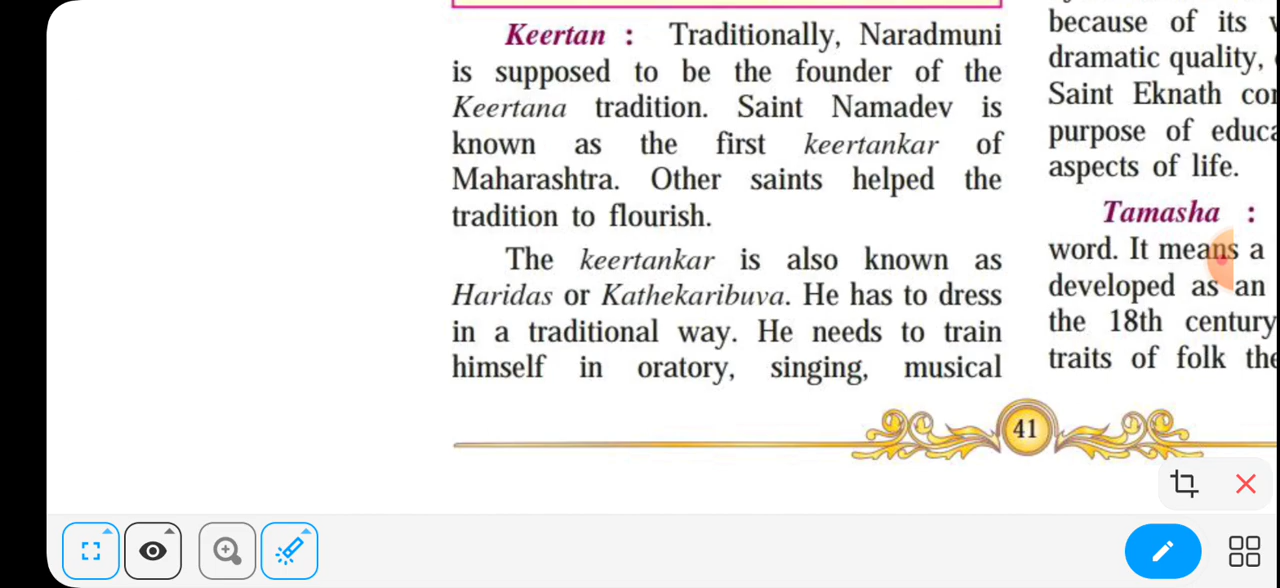 Keertan : Traditionally, Naradmuni
is supposed to be the founder of the
Keertana tradition. Saint Namadev is
known as the first keertankar of
Maharashtra. Other saints helped the
tradition to flourish.
The keertankar is also known as
Haridas or Kathekaribuva. He has to dress
in a traditional way. He needs to train
himself in oratory, singing, musical
because of its
dramatic quality,
Saint Eknath
purpose of
aspects of life.
Tamasha :
word. It means a
developed as an
the 18th century
traits of folk
41